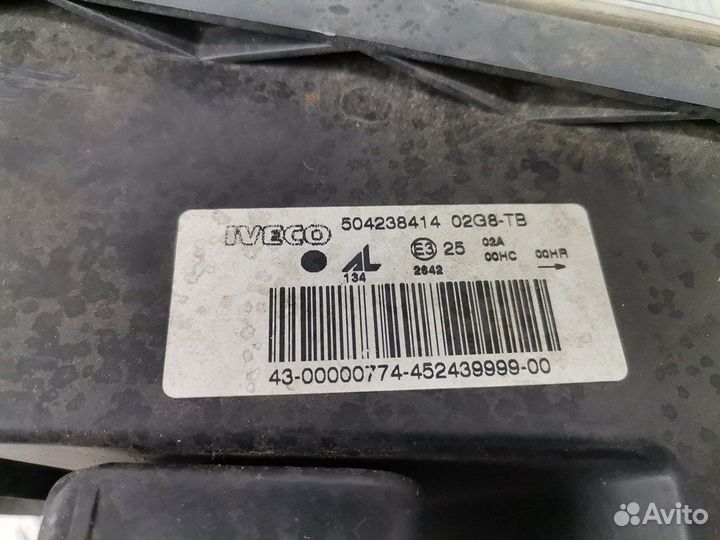 IVECO 504238414 02G8-TB
AL E3 25 02A
134 2642 00HC 00HR →
43-00000774-452439999-00
Avito